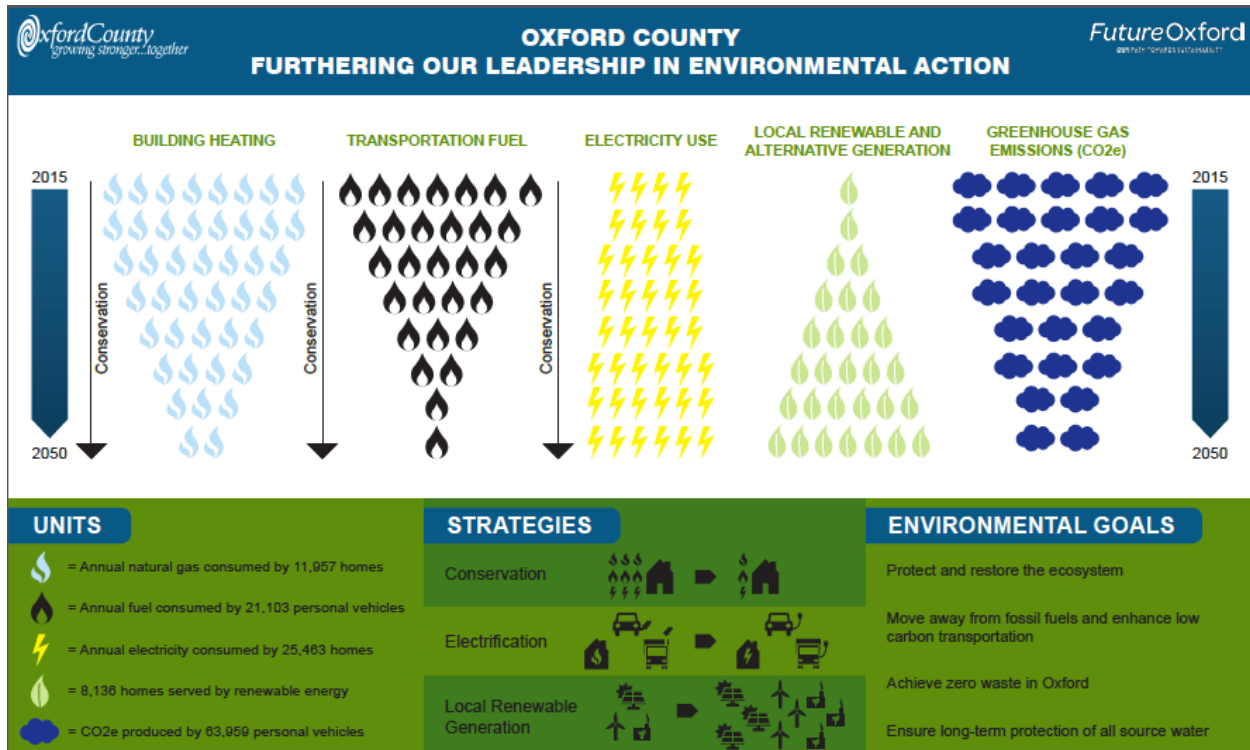 OxfordCounty
growing stronger...together
OXFORD COUNTY
FURTHERING OUR LEADERSHIP IN ENVIRONMENTAL ACTION
FutureOxford
OUR PATH TOWARDS SUSTAINABILITY
BUILDING HEATING
TRANSPORTATION FUEL
ELECTRICITY USE
LOCAL RENEWABLE AND
ALTERNATIVE GENERATION
GREENHOUSE GAS
EMISSIONS (CO2e)
2015
2015
Conservation
Conservation
Conservation
2050
2050
UNITS
= Annual natural gas consumed by 11,957 homes
= Annual fuel consumed by 21,103 personal vehicles
= Annual electricity consumed by 25,463 homes
= 8,136 homes served by renewable energy
= CO2e produced by 63,959 personal vehicles
STRATEGIES
Conservation
Electrification
Local Renewable
Generation
ENVIRONMENTAL GOALS
Protect and restore the ecosystem
Move away from fossil fuels and enhance low
carbon transportation
Achieve zero waste in Oxford
Ensure long-term protection of all source water